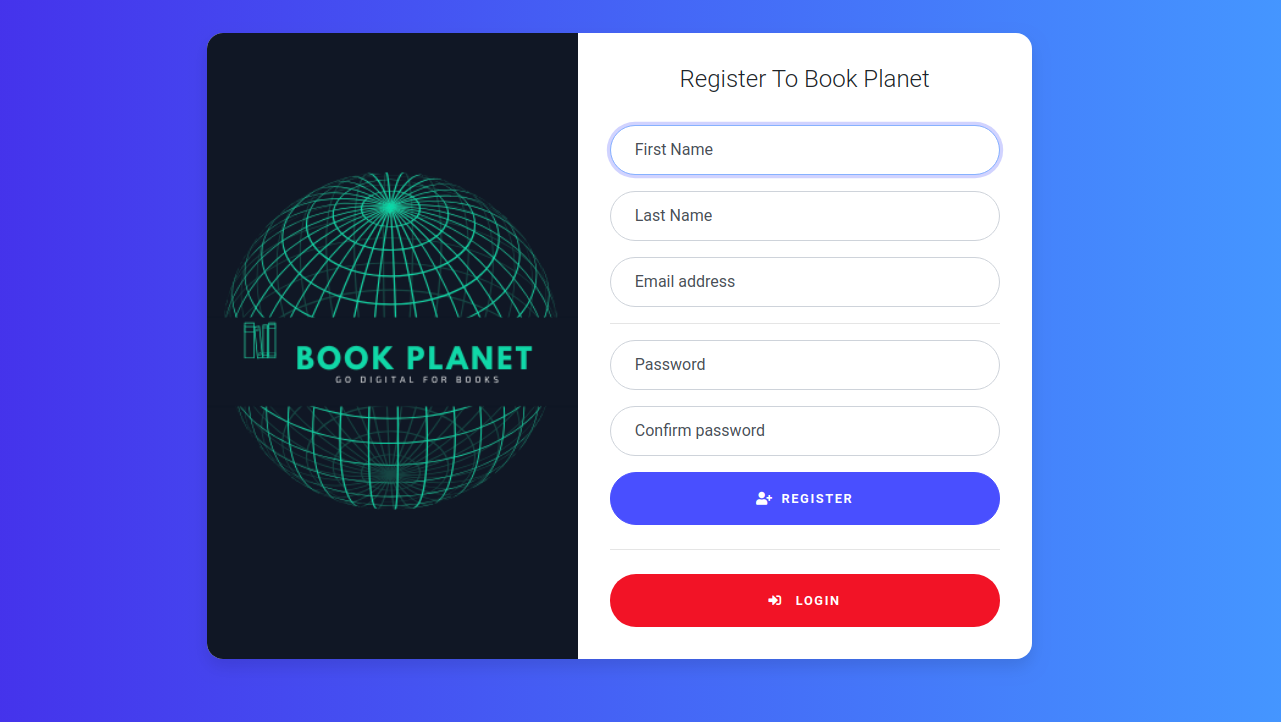 BOOK PLANET
GO DIGITAL FOR BOOKS
Register To Book Planet
First Name
Last Name
Email address
Password
Confirm password
REGISTER
LOGIN